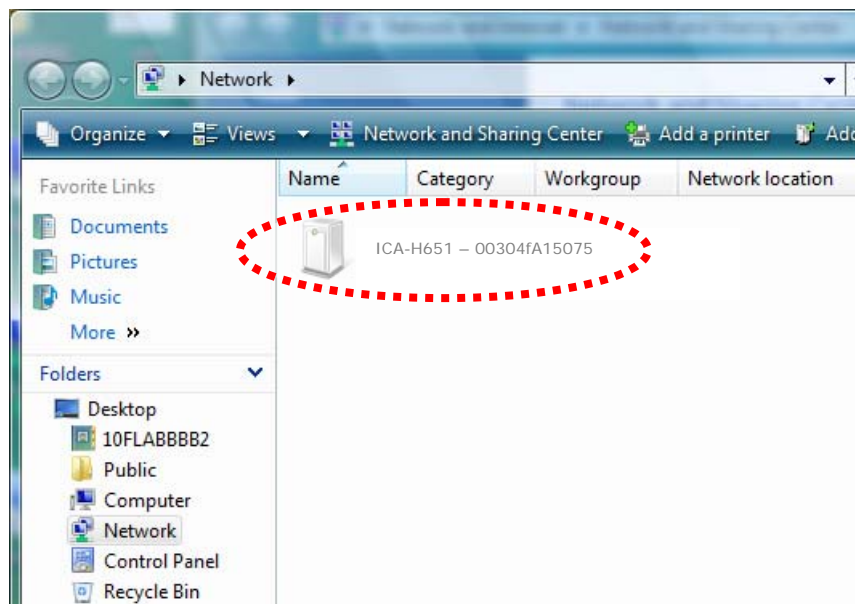 Network
Organize Views Network and Sharing Center Add a printer Add
Favorite Links
Documents
Pictures
Music
More »
Folders
Desktop
10FLABBBB2
Public
Computer
Network
Control Panel
Recycle Bin
Name Category Workgroup Network location
ICA-H651 – 00304fA15075